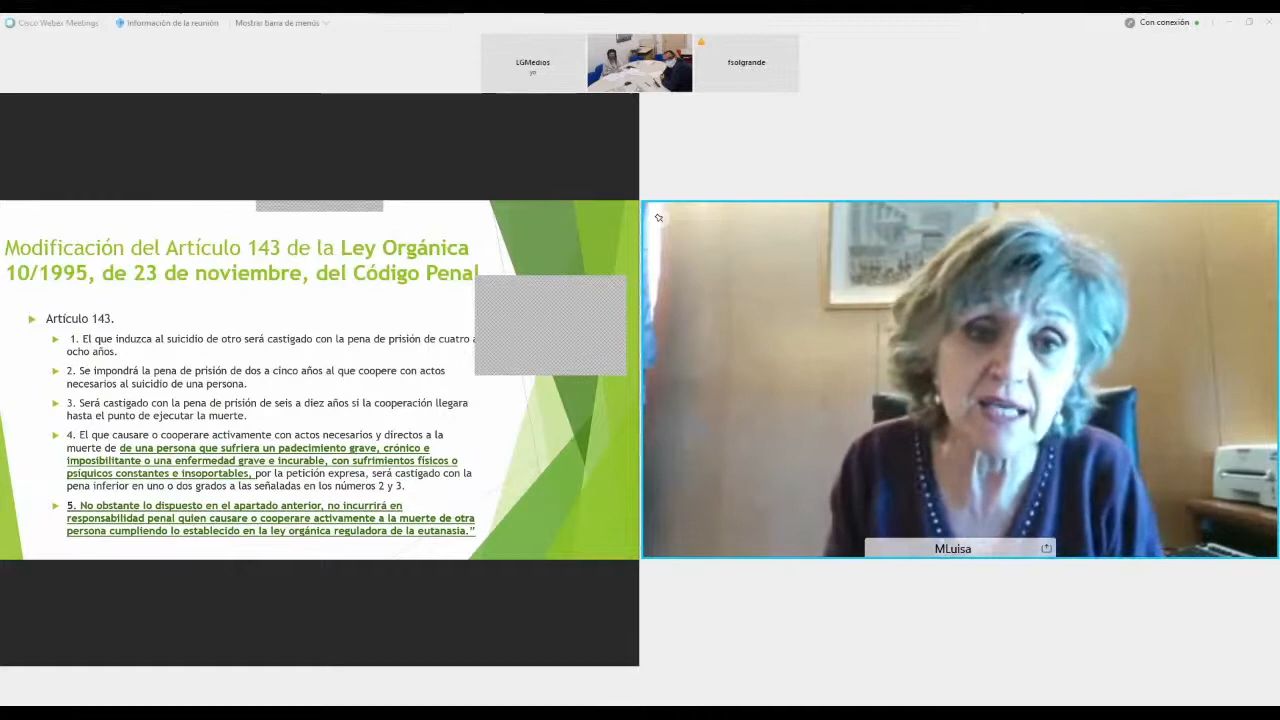 Cisco Webex Meetings
Información de la reunión
Mostrar barra de menús
Con conexión
LGMedios
yo
fsolgrande
Modificación del Artículo 143 de la Ley Orgánica
10/1995, de 23 de noviembre, del Código Penal
Artículo 143.
1. El que induzca al suicidio de otro será castigado con la pena de prisión de cuatro a
ocho años.
2. Se impondrá la pena de prisión de dos a cinco años al que coopere con actos
necesarios al suicidio de una persona.
3. Será castigado con la pena de prisión de seis a diez años si la cooperación llegara
hasta el punto de ejecutar la muerte.
4. El que causare o cooperare activamente con actos necesarios y directos a la
muerte de de una persona que sufriera un padecimiento grave, crónico e
imposibilitante o una enfermedad grave e incurable, con sufrimientos físicos o
psíquicos constantes e insoportables, por la petición expresa, será castigado con la
pena inferior en uno o dos grados a las señaladas en los números 2 y 3.
5. No obstante lo dispuesto en el apartado anterior, no incurrirá en
responsabilidad penal quien causare o cooperare activamente a la muerte de otra
persona cumpliendo lo establecido en la ley orgánica reguladora de la eutanasia.”
MLuisa